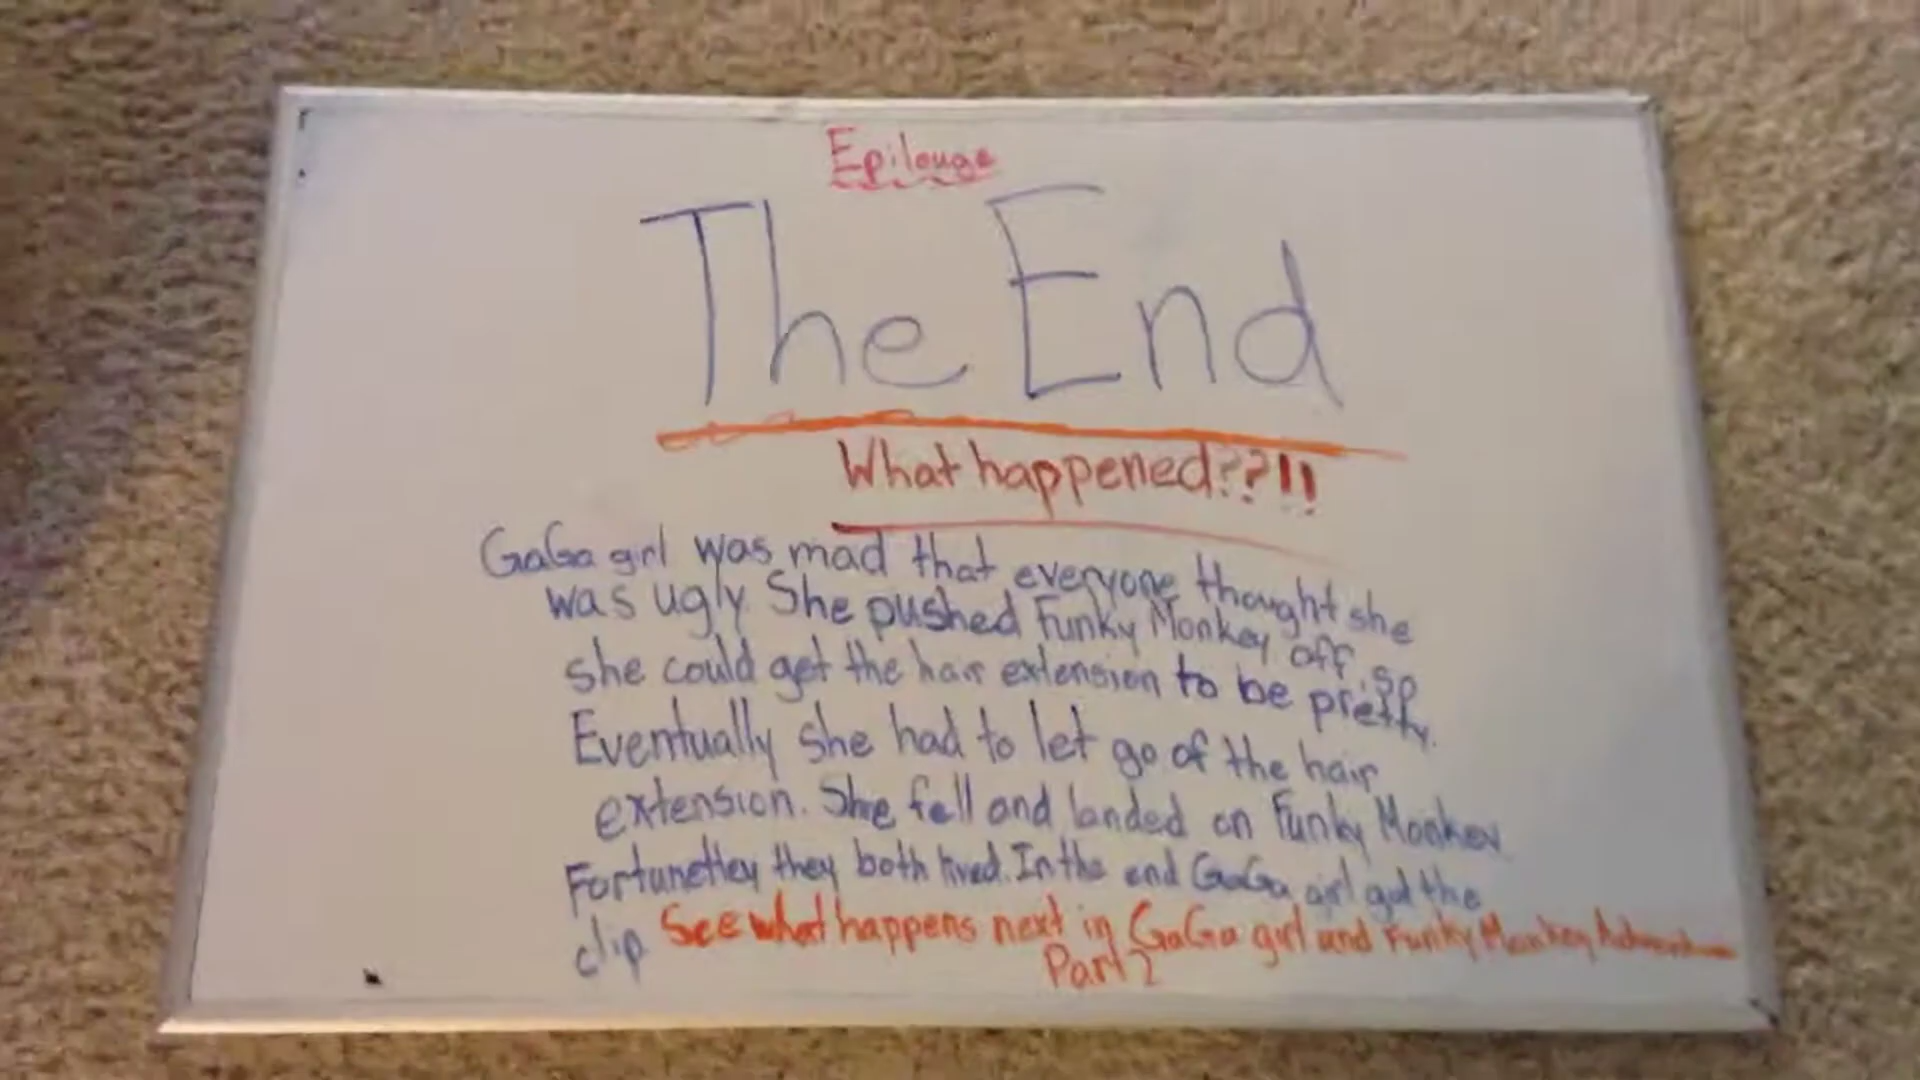 Epilouge
The End
What happened??!!
GaGa girl was mad that everyone thought she
was ugly. She pushed Funky Monkey off, so
she could get the hair extension to be pretty.
Eventually she had to let go of the hair
extension. She fell and landed on Funky Monkey
Fortunetley they both lived. In the end GaGa girl got the
clip. See what happens next in GaGa girl and Funky Monkey
Part 2